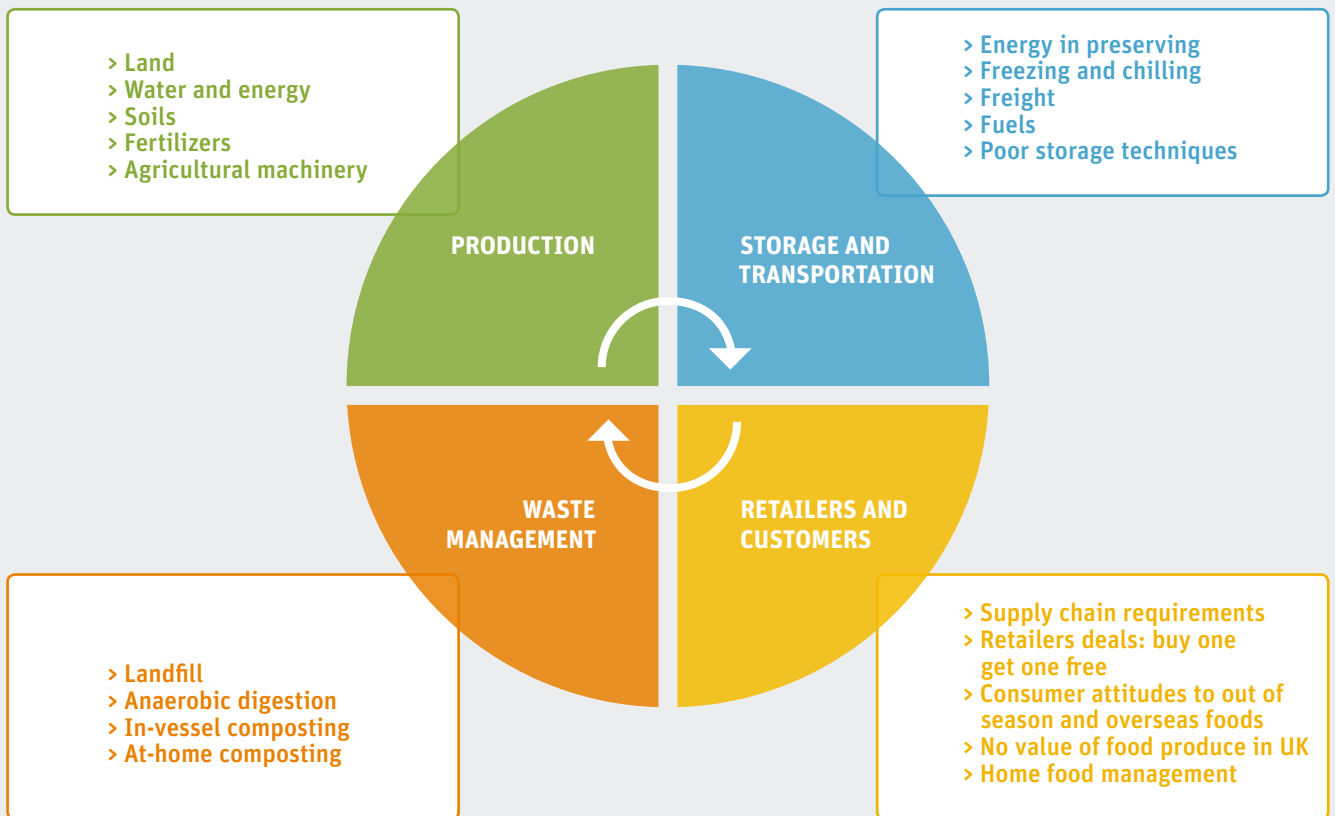 > Land
> Water and energy
> Soils
> Fertilizers
> Agricultural machinery
> Energy in preserving
> Freezing and chilling
> Freight
> Fuels
> Poor storage techniques
PRODUCTION
STORAGE AND
TRANSPORTATION
WASTE
MANAGEMENT
RETAILERS AND
CUSTOMERS
> Landfill
> Anaerobic digestion
> In-vessel composting
> At-home composting
> Supply chain requirements
> Retailers deals: buy one
get one free
> Consumer attitudes to out of
season and overseas foods
> No value of food produce in UK
> Home food management